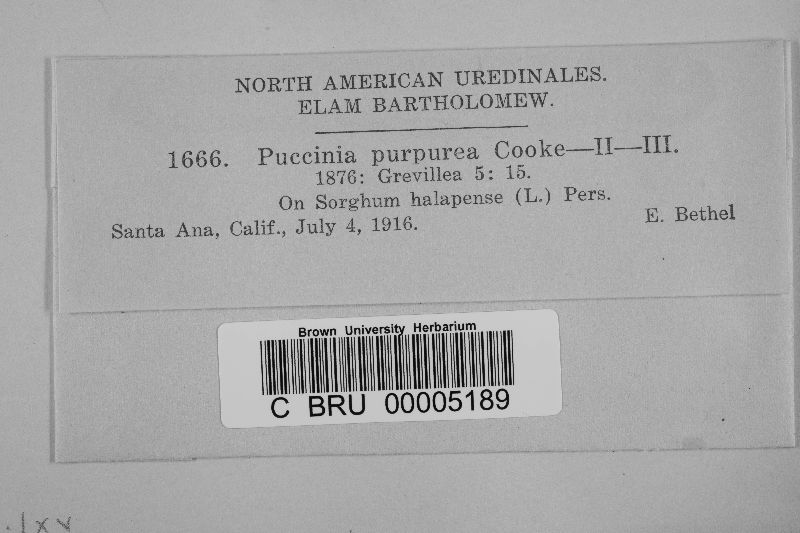 NORTH AMERICAN UREDINALES.
ELAM BARTHOLOMEW.
1666. Puccinia purpurea Cooke—II—III.
1876: Grevillea 5: 15.
On Sorghum halapense (L.) Pers.
Santa Ana, Calif., July 4, 1916. E. Bethel
Brown University Herbarium
C BRU 00005189